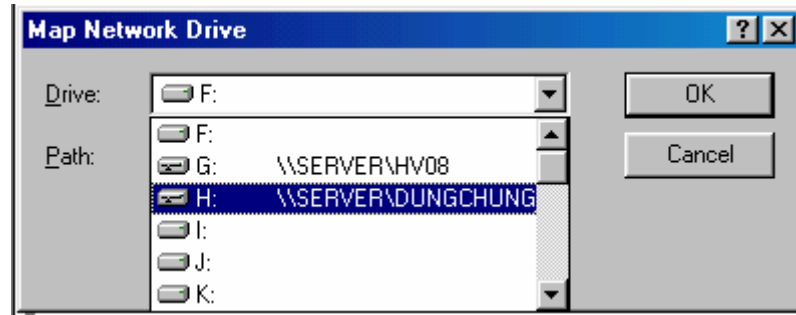 Map Network Drive
Drive: F: OK
F:
Path: G: \\SERVER\HV08 Cancel
H: \\SERVER\DUNGCHUNG
I:
J:
K: